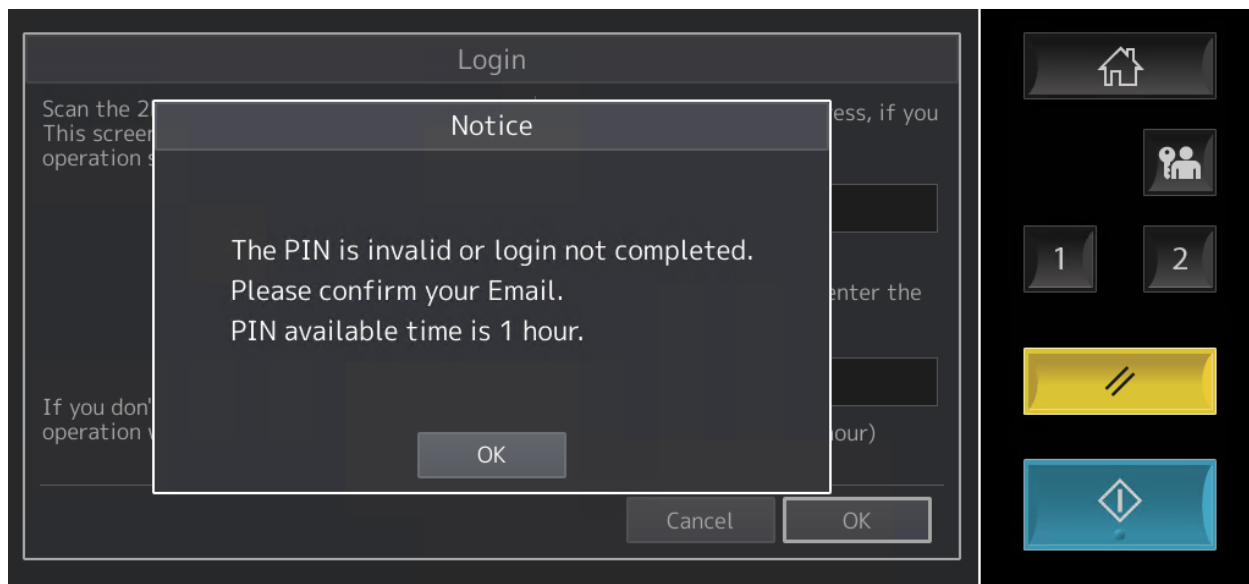 Login
Scan the 2
This screen
operation s
ess, if you
Notice
The PIN is invalid or login not completed.
Please confirm your Email.
PIN available time is 1 hour.
enter the
If you don'
operation w
our)
OK
Cancel
OK
1
2